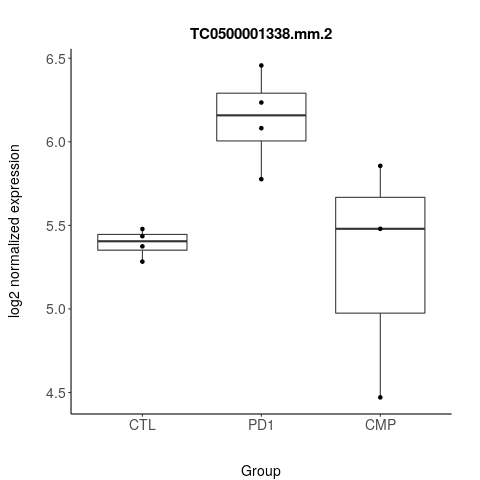 TC0500001338.mm.2
log2 normalized expression
6.5
6.0
5.5
5.0
4.5
CTL PD1 CMP
Group